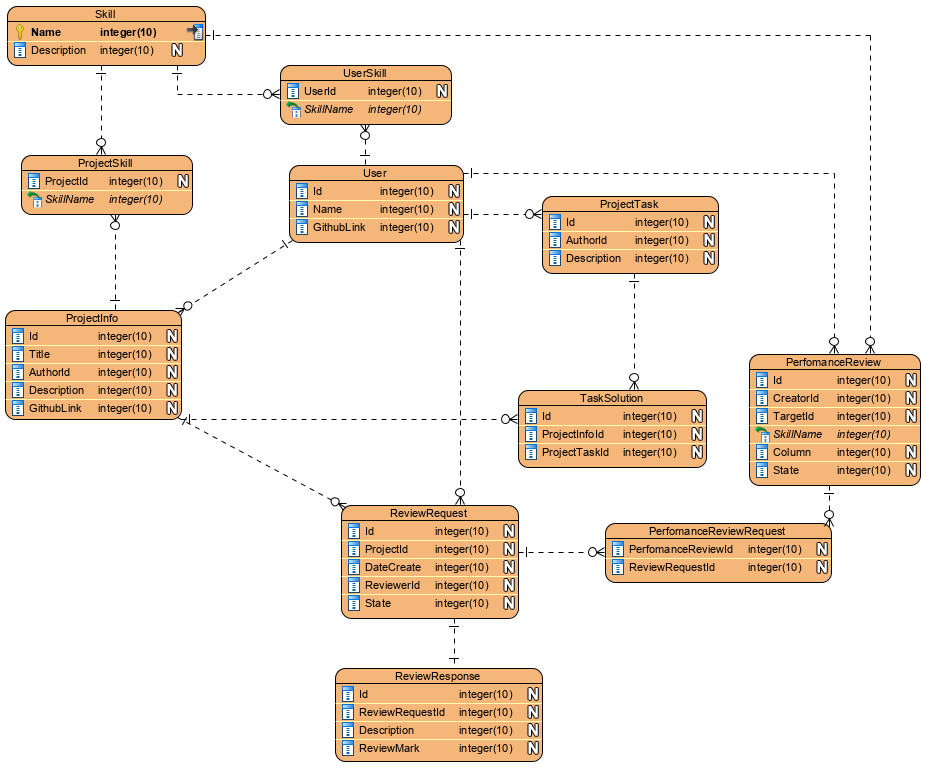 Skill
Name integer(10)
Description integer(10) N
UserSkill
UserId integer(10) N
SkillName integer(10)
ProjectSkill
ProjectId integer(10) N
SkillName integer(10)
User
Id integer(10) N
Name integer(10) N
GithubLink integer(10) N
ProjectTask
Id integer(10) N
AuthorId integer(10) N
Description integer(10) N
ProjectInfo
Id integer(10) N
Title integer(10) N
AuthorId integer(10) N
Description integer(10) N
GithubLink integer(10) N
PerfomanceReview
Id integer(10) N
CreatorId integer(10) N
TargetId integer(10) N
SkillName integer(10)
Column integer(10) N
State integer(10) N
TaskSolution
Id integer(10) N
ProjectInfoId integer(10) N
ProjectTaskId integer(10) N
ReviewRequest
Id integer(10) N
ProjectId integer(10) N
DateCreate integer(10) N
ReviewerId integer(10) N
State integer(10) N
PerfomanceReviewRequest
PerfomanceReviewId integer(10) N
ReviewRequestId integer(10) N
ReviewResponse
Id integer(10) N
ReviewRequestId integer(10) N
Description integer(10) N
ReviewMark integer(10) N